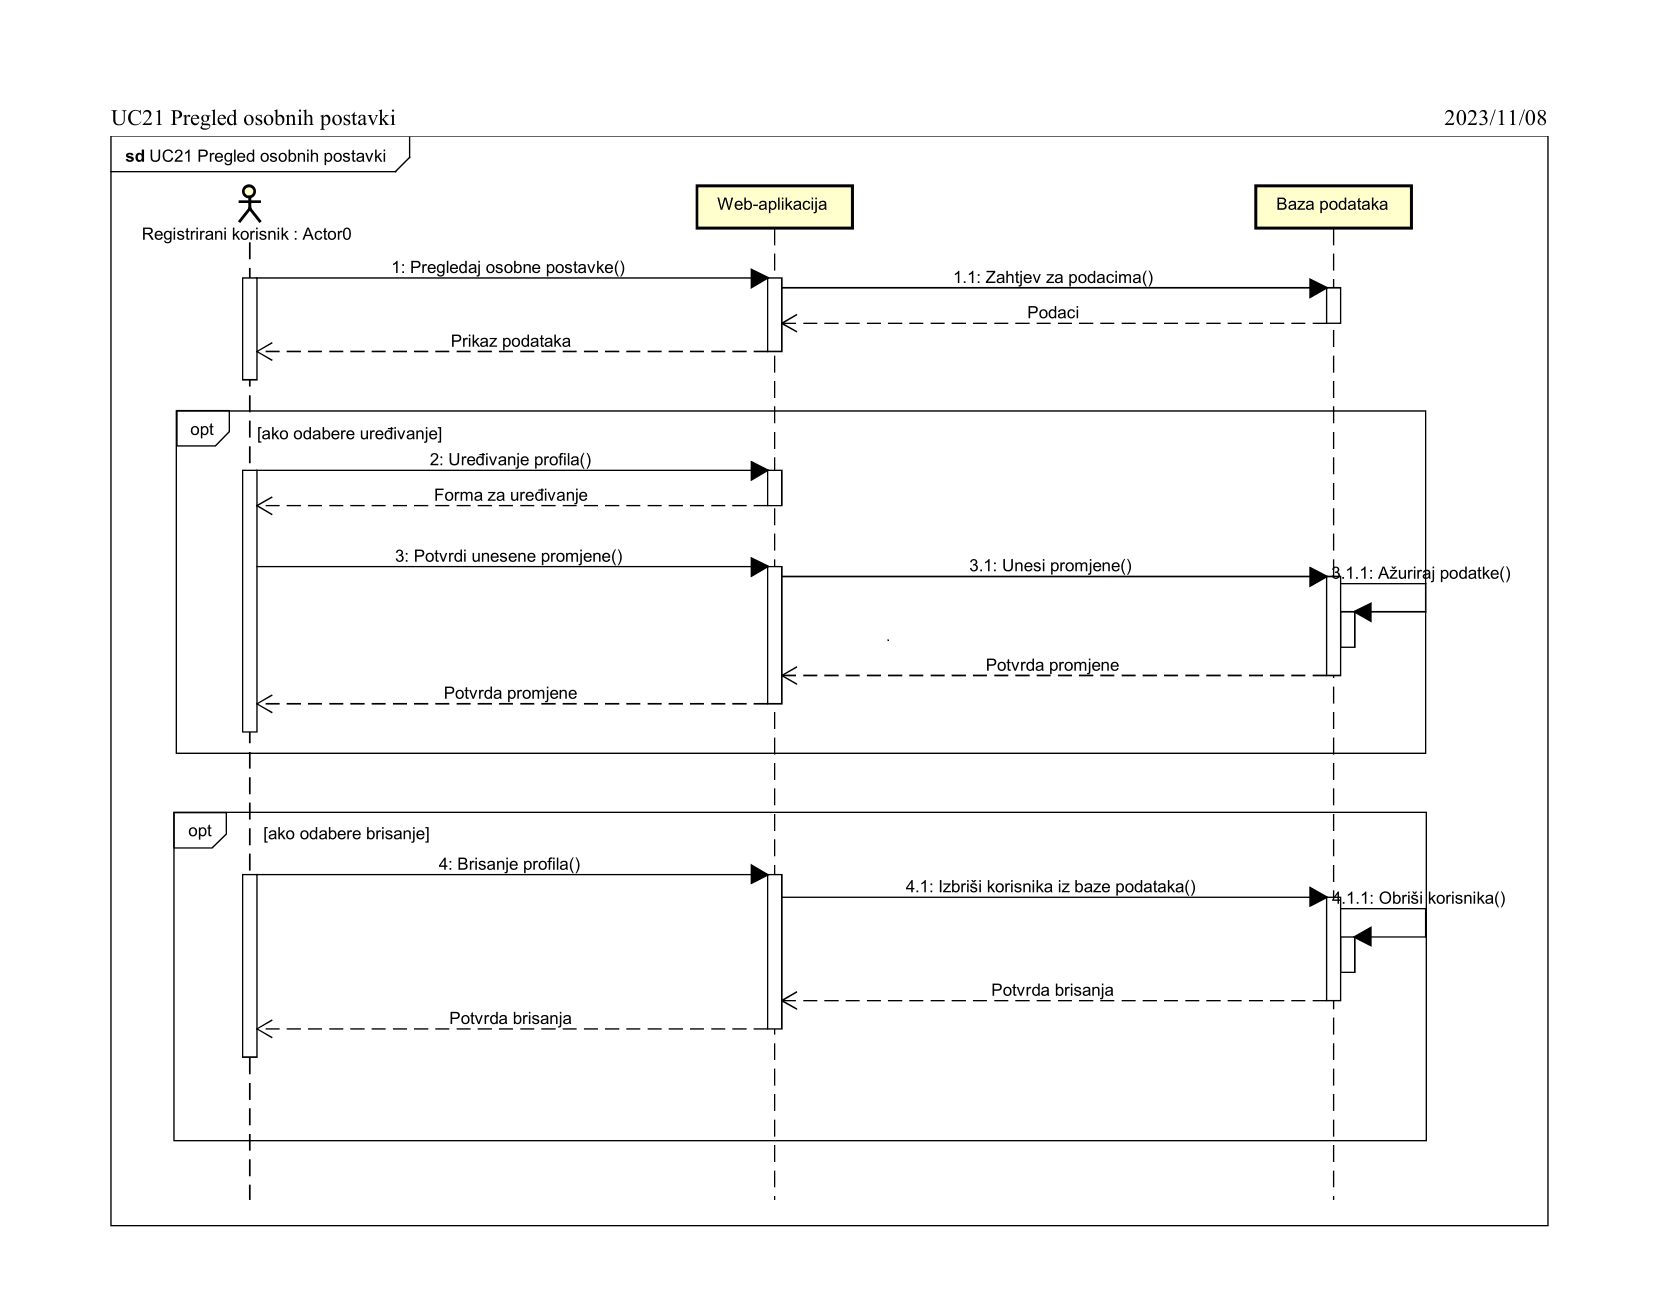 UC21 Pregled osobnih postavki
2023/11/08
sd UC21 Pregled osobnih postavki
Registrirani korisnik : Actor0
Web-aplikacija
Baza podataka
1: Pregledaj osobne postavke()
1.1: Zahtjev za podacima()
Podaci
Prikaz podataka
opt
[ako odabere uređivanje]
2: Uređivanje profila()
Forma za uređivanje
3: Potvrdi unesene promjene()
3.1: Unesi promjene()
3.1.1: Ažuriraj podatke()
Potvrda promjene
Potvrda promjene
opt
[ako odabere brisanje]
4: Brisanje profila()
4.1: Izbriši korisnika iz baze podataka()
4.1.1: Obriši korisnika()
Potvrda brisanja
Potvrda brisanja